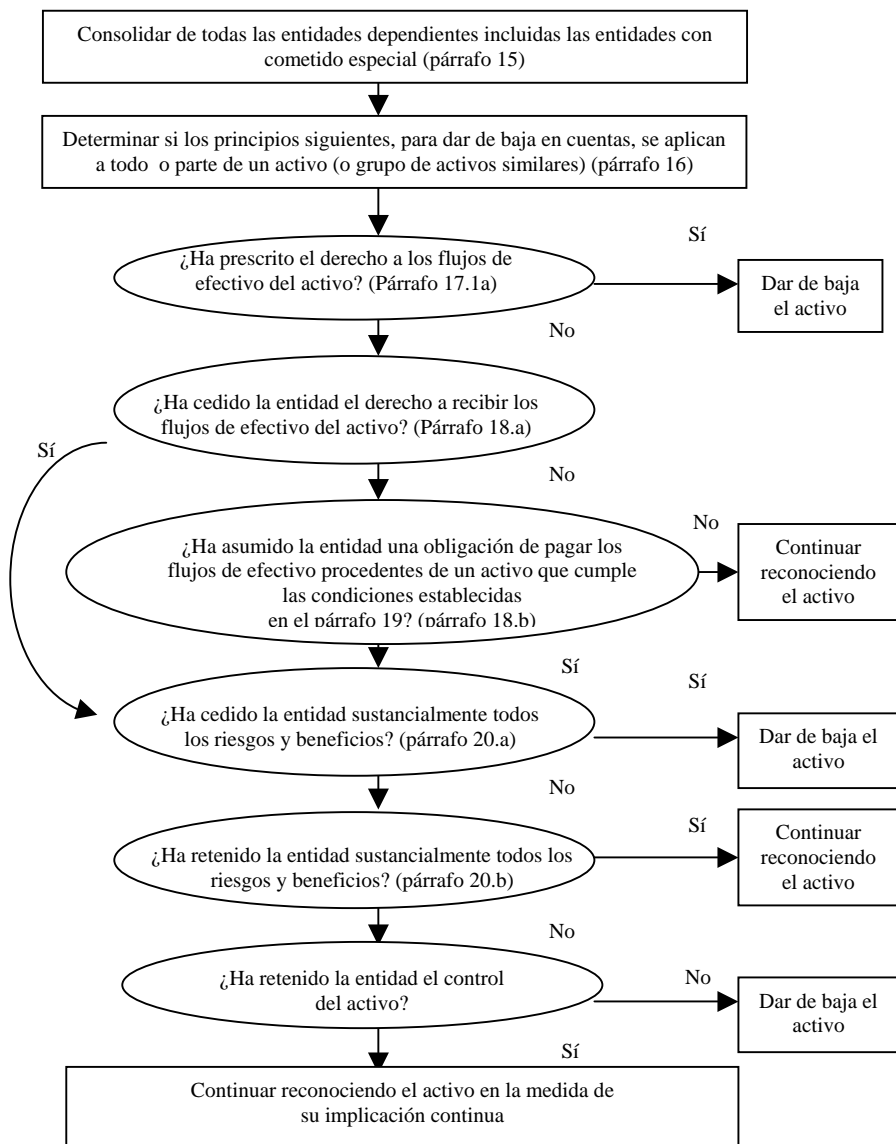 Consolidar de todas las entidades dependientes incluidas las entidades con
cometido especial (párrafo 15)
Determinar si los principios siguientes, para dar de baja en cuentas, se aplican
a todo o parte de un activo (o grupo de activos similares) (párrafo 16)
¿Ha prescrito el derecho a los flujos de
efectivo del activo? (Párrafo 17.1a)
Sí
Dar de baja
el activo
No
¿Ha cedido la entidad el derecho a recibir los
flujos de efectivo del activo? (Párrafo 18.a)
Sí
No
¿Ha asumido la entidad una obligación de pagar los
flujos de efectivo procedentes de un activo que cumple
las condiciones establecidas
en el párrafo 19? (párrafo 18.b)
No
Continuar
reconociendo
el activo
Sí
¿Ha cedido la entidad sustancialmente todos
los riesgos y beneficios? (párrafo 20.a)
Sí
Dar de baja el
activo
No
¿Ha retenido la entidad sustancialmente todos los
riesgos y beneficios? (párrafo 20.b)
Sí
Continuar
reconociendo
el activo
No
¿Ha retenido la entidad el control
del activo?
No
Dar de baja el
activo
Sí
Continuar reconociendo el activo en la medida de
su implicación continua